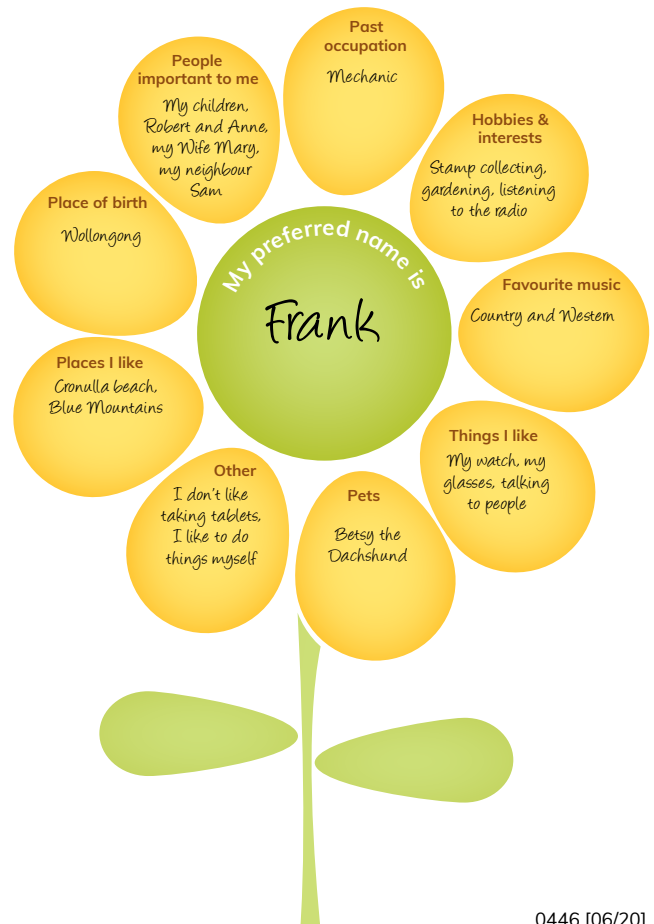 Past
occupation
Mechanic
People
important to me
My children,
Robert and Anne,
my Wife Mary,
my neighbour
Sam
Hobbies &
interests
Stamp collecting,
gardening, listening
to the radio
Place of birth
Wollongong
My preferred name is
Frank
Favourite music
Country and Western
Places I like
Cronulla beach,
Blue Mountains
Things I like
My watch, my
glasses, talking
to people
Other
I don't like
taking tablets,
I like to do
things myself
Pets
Betsy the
Dachshund
0446 [06/20]